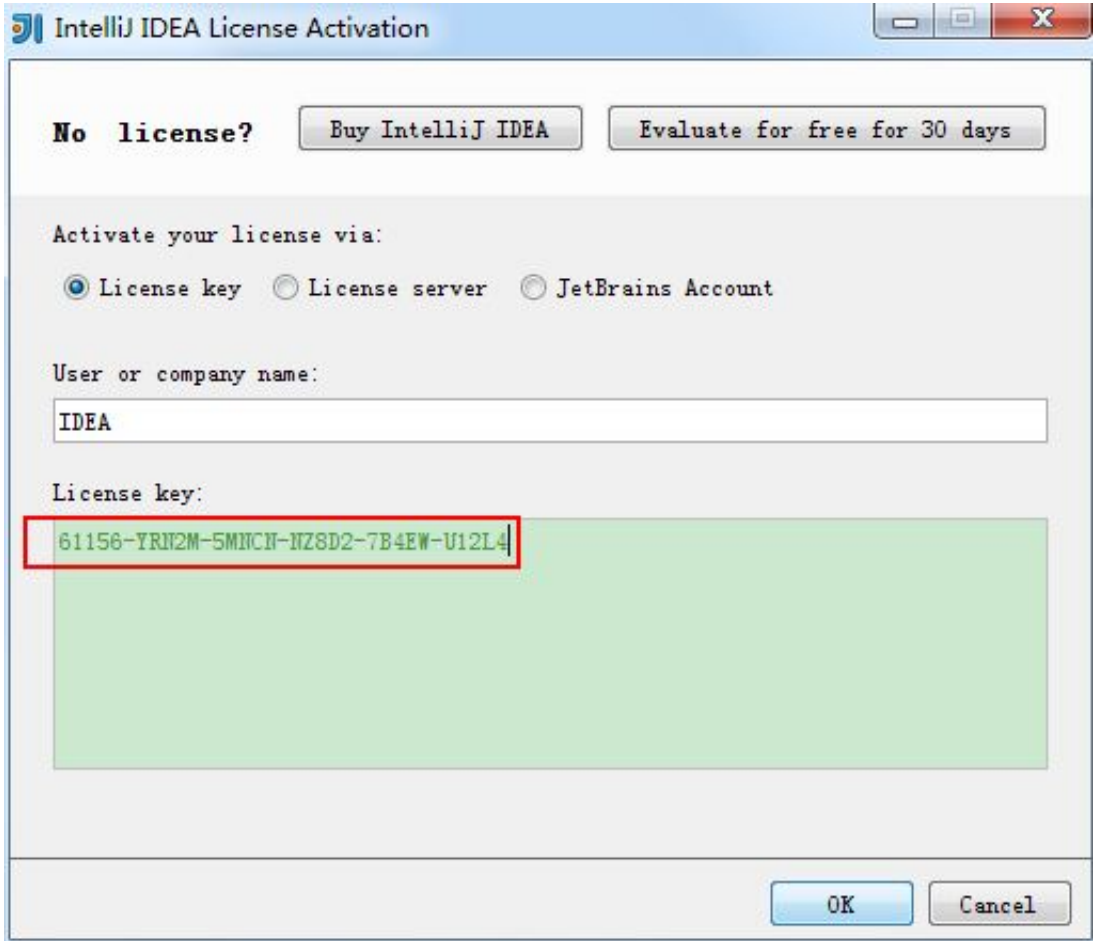 IntelliJ IDEA License Activation
No license? Buy IntelliJ IDEA Evaluate for free for 30 days
Activate your license via:
License key License server JetBrains Account
User or company name:
IDEA
License key:
61156-YRN2M-5MNCN-NZ8D2-7B4EW-U12L4
OK Cancel